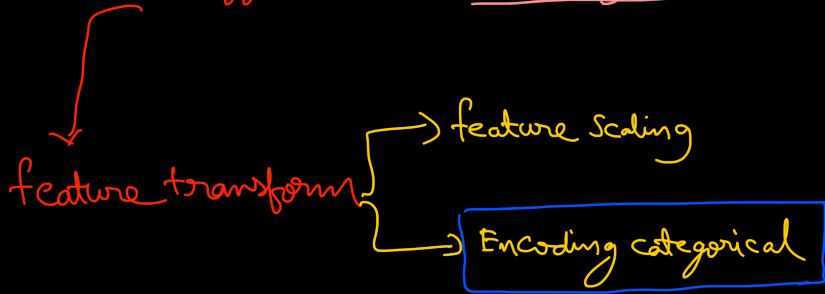 feature scaling
feature transform
Encoding categorical